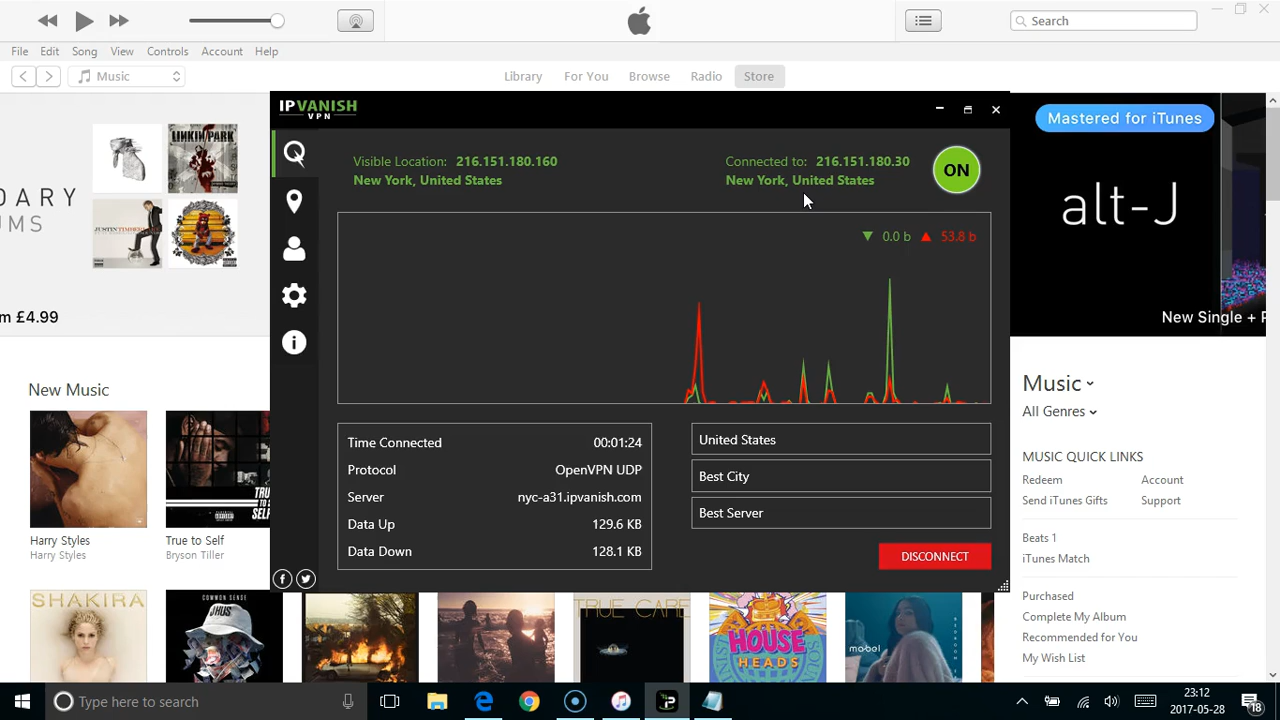 Search
File Edit Song View Controls Account Help
Music
Library For You Browse Radio Store
IPVANISH
VPN
Visible Location: 216.151.180.160
New York, United States
Connected to: 216.151.180.30
New York, United States
ON
0.0 b 53.8 b
Time Connected 00:01:24
Protocol OpenVPN UDP
Server nyc-a31.ipvanish.com
Data Up 129.6 KB
Data Down 128.1 KB
United States
Best City
Best Server
DISCONNECT
DARY
UMS
LINKIN PARK
m £4.99
Mastered for iTunes
alt-J
New Single + P
New Music
Harry Styles
Harry Styles
True to Self
Bryson Tiller
SHAKIRA
COMMON SENSE
JHUS
TRUE CARE
HOUSE
HEADS
mabel
Music
All Genres
MUSIC QUICK LINKS
Redeem Account
Send iTunes Gifts Support
Beats 1
iTunes Match
Purchased
Complete My Album
Recommended for You
My Wish List
Type here to search
23:12
2017-05-28
18